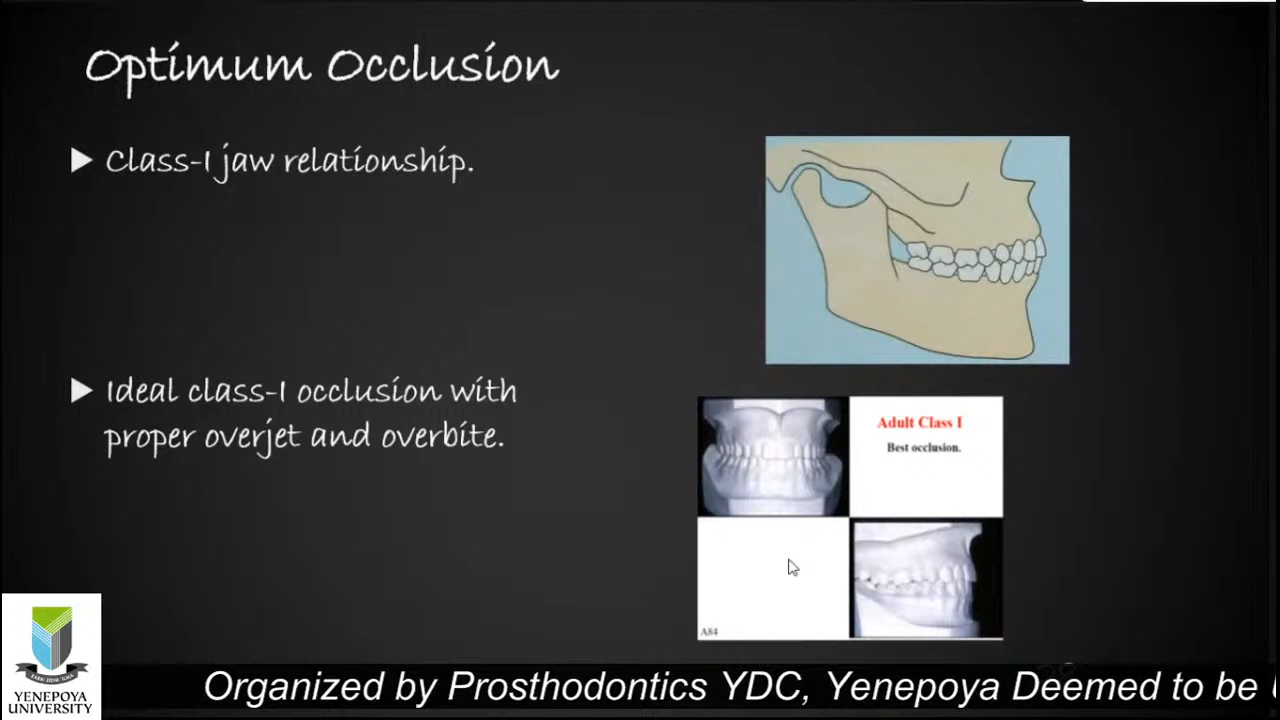 Optimum Occlusion
Class-I jaw relationship.
Ideal class-I occlusion with
proper overjet and overbite.
Adult Class I
Best occlusion.
A84
YENEPOYA
UNIVERSITY
Organized by Prosthodontics YDC, Yenepoya Deemed to be